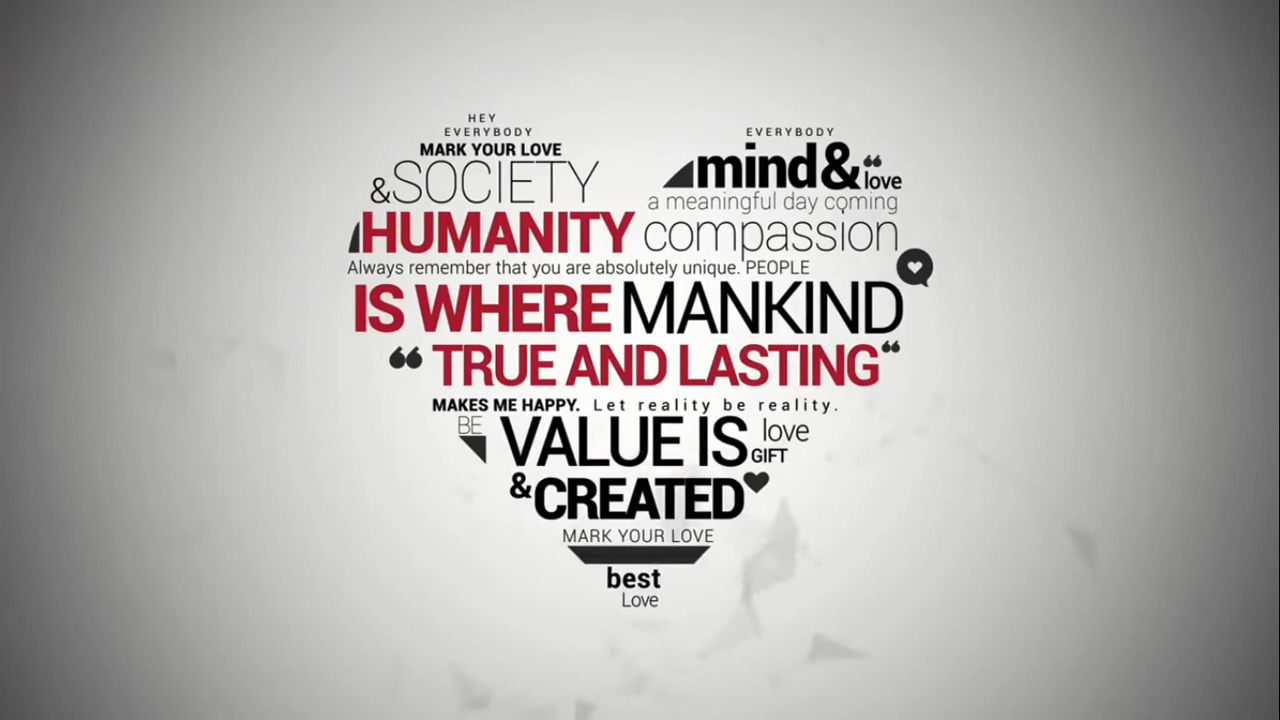 HEY
EVERYBODY
MARK YOUR LOVE
&SOCIETY
EVERYBODY
mind&
love
a meaningful day coming
HUMANITY compassion
Always remember that you are absolutely unique. PEOPLE
IS WHERE MANKIND
❝ TRUE AND LASTING ❝
MAKES ME HAPPY. Let reality be reality.
BE VALUE IS love
GIFT
&CREATED
MARK YOUR LOVE
best
Love